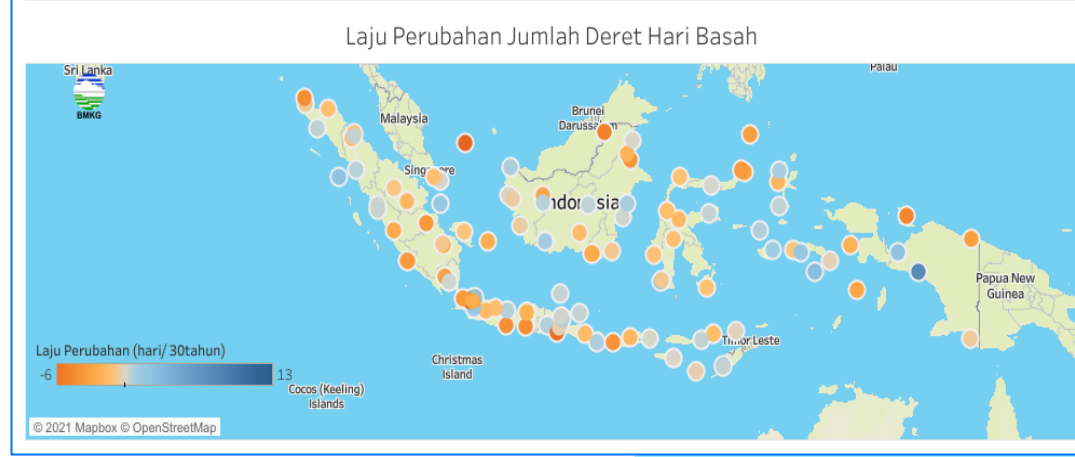 Laju Perubahan Jumlah Deret Hari Basah
Sri Lanka
Palau
BMKG
Malaysia
Brunei
Darussalam
Singapore
Indonesia
Papua New
Guinea
Timor Leste
Laju Perubahan (hari/ 30tahun)
-6
13
Christmas
Island
Cocos (Keeling)
Islands
© 2021 Mapbox © OpenStreetMap